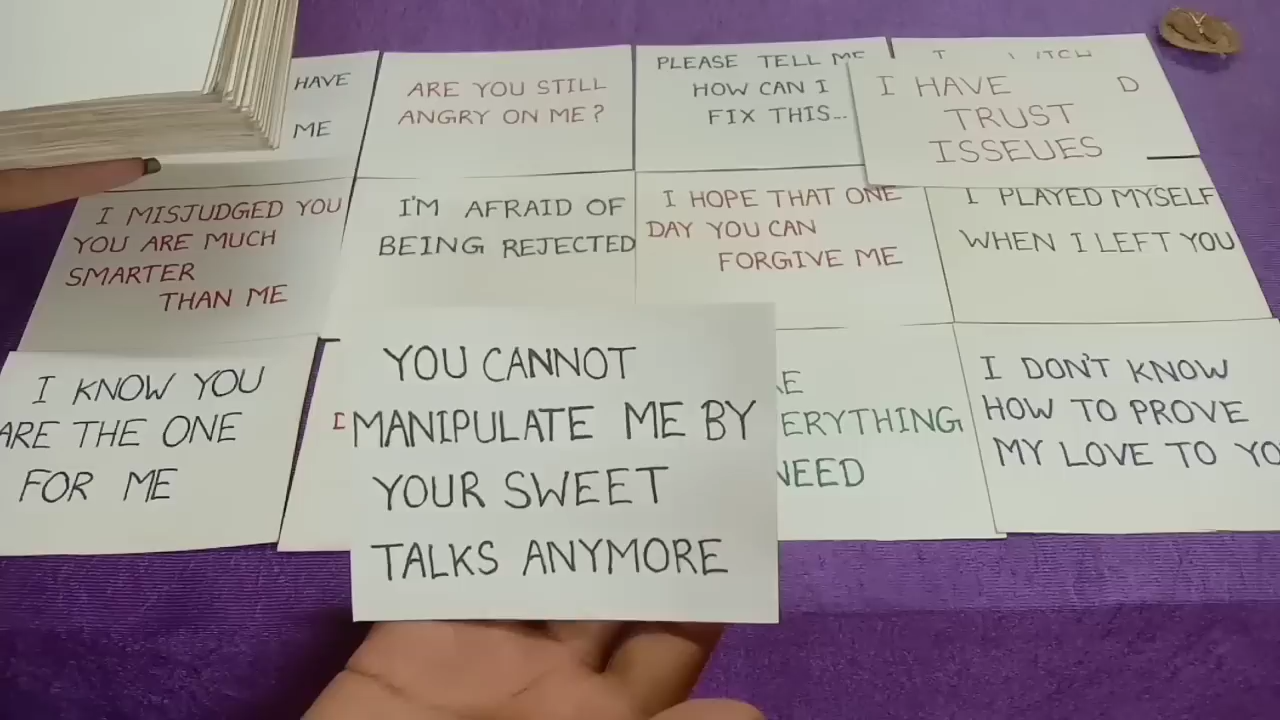 HAVE
ME
ARE YOU STILL
ANGRY ON ME?
PLEASE TELL ME
HOW CAN I
FIX THIS...
I HAVE
TRUST
ISSEUES
D
I MISJUDGED YOU
YOU ARE MUCH
SMARTER
THAN ME
I'M AFRAID OF
BEING REJECTED
I HOPE THAT ONE
DAY YOU CAN
FORGIVE ME
I PLAYED MYSELF
WHEN I LEFT YOU
I KNOW YOU
ARE THE ONE
FOR ME
I
YOU CANNOT
MANIPULATE ME BY
YOUR SWEET
TALKS ANYMORE
ERYTHING
NEED
I DON'T KNOW
HOW TO PROVE
MY LOVE TO YO